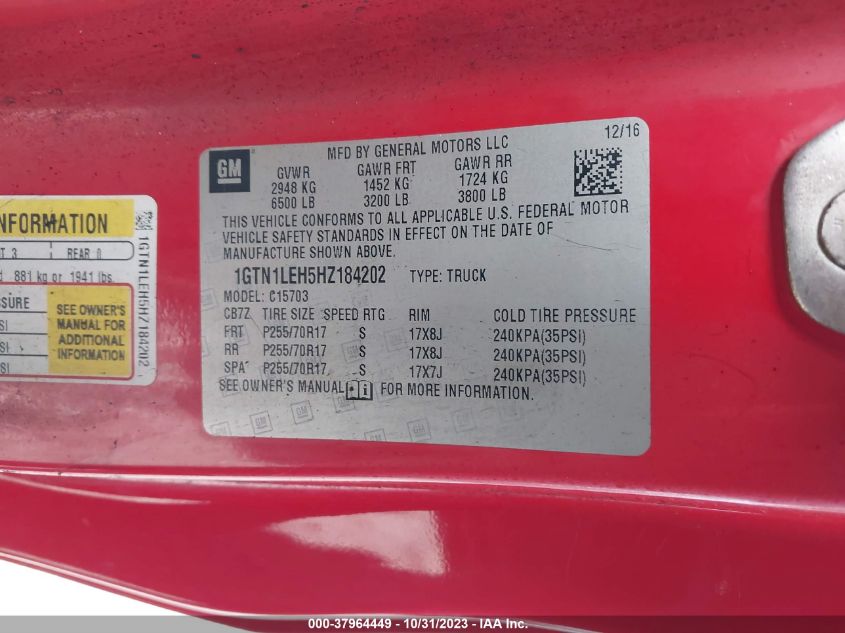 GM
MFD BY GENERAL MOTORS LLC
12/16
GVWR GAWR FRT GAWR RR
2948 KG 1452 KG 1724 KG
6500 LB 3200 LB 3800 LB
THIS VEHICLE CONFORMS TO ALL APPLICABLE U.S. FEDERAL MOTOR
VEHICLE SAFETY STANDARDS IN EFFECT ON THE DATE OF
MANUFACTURE SHOWN ABOVE.
1GTN1LEH5HZ184202 TYPE: TRUCK
MODEL: C15703
CB7Z TIRE SIZE SPEED RTG RIM COLD TIRE PRESSURE
FRT P255/70R17 S 17X8J 240KPA(35PSI)
RR P255/70R17 S 17X8J 240KPA(35PSI)
SPA P255/70R17 S 17X7J 240KPA(35PSI)
SEE OWNER'S MANUAL FOR MORE INFORMATION.
INFORMATION
T 3 REAR 0
881 kg or 1941 lbs.
SEE OWNER'S
MANUAL FOR
ADDITIONAL
INFORMATION
1GTN1LEH5HZ184202
000-37964449 - 10/31/2023 - IAA Inc.